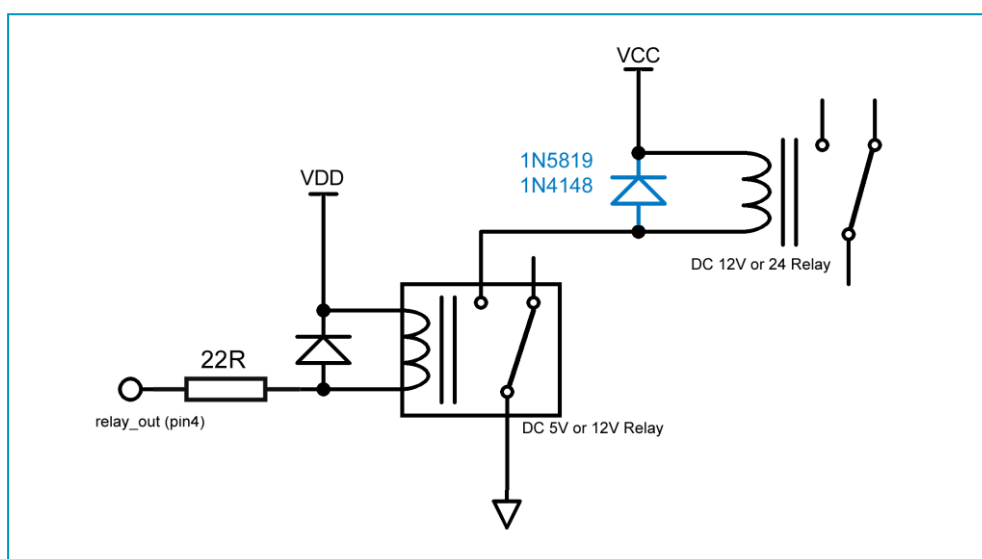 VCC
1N5819
1N4148
VDD
DC 12V or 24 Relay
22R
relay_out (pin4)
DC 5V or 12V Relay